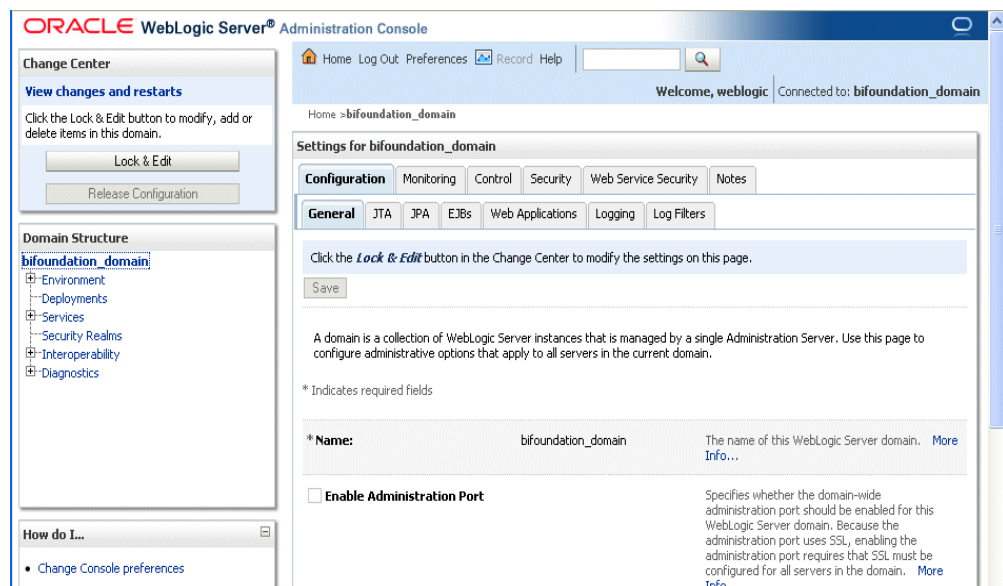 ORACLE WebLogic Server® Administration Console
Change Center
View changes and restarts
Click the Lock & Edit button to modify, add or
delete items in this domain.
Lock & Edit
Release Configuration
Domain Structure
bifoundation_domain
Environment
Deployments
Services
Security Realms
Interoperability
Diagnostics
How do I...
Change Console preferences
Home Log Out Preferences Record Help
Welcome, weblogic Connected to: bifoundation_domain
Home >bifoundation_domain
Settings for bifoundation_domain
Configuration Monitoring Control Security Web Service Security Notes
General JTA JPA EJBs Web Applications Logging Log Filters
Click the Lock & Edit button in the Change Center to modify the settings on this page.
Save
A domain is a collection of WebLogic Server instances that is managed by a single Administration Server. Use this page to
configure administrative options that apply to all servers in the current domain.
* Indicates required fields
* Name: bifoundation_domain
The name of this WebLogic Server domain. More
Info...
Enable Administration Port
Specifies whether the domain-wide
administration port should be enabled for this
WebLogic Server domain. Because the
administration port uses SSL, enabling the
administration port requires that SSL must be
configured for all servers in the domain. More
Info